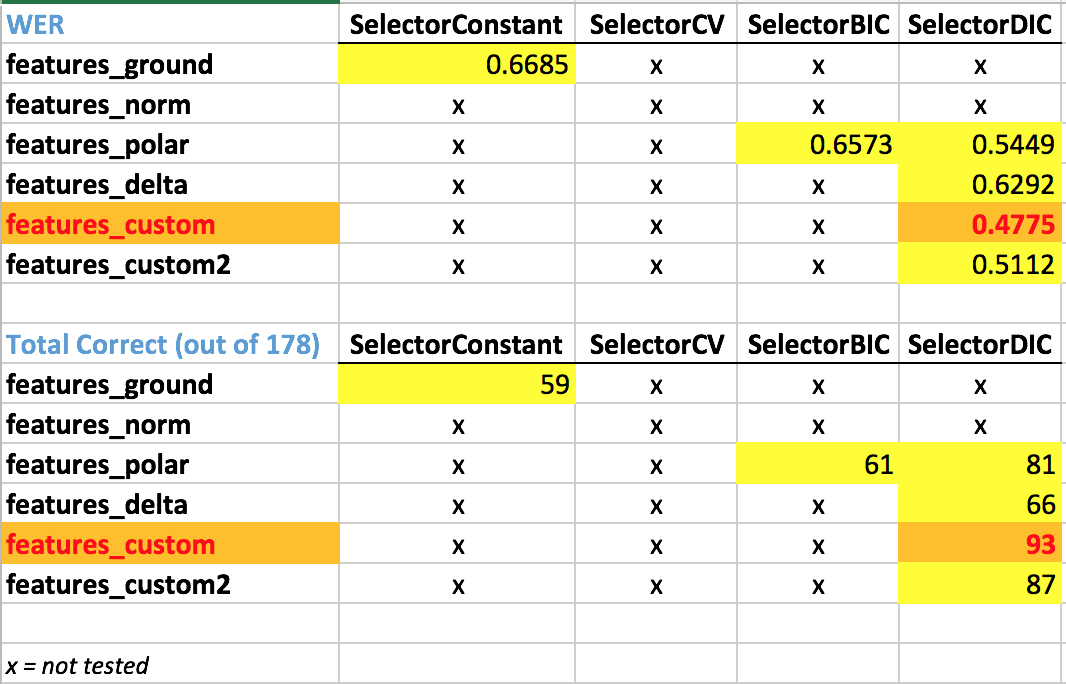 WER SelectorConstant SelectorCV SelectorBIC SelectorDIC
features_ground 0.6685 x x x
features_norm x x x x
features_polar x x 0.6573 0.5449
features_delta x x x 0.6292
features_custom x x x 0.4775
features_custom2 x x x 0.5112
Total Correct (out of 178) SelectorConstant SelectorCV SelectorBIC SelectorDIC
features_ground 59 x x x
features_norm x x x x
features_polar x x 61 81
features_delta x x x 66
features_custom x x x 93
features_custom2 x x x 87
x = not tested